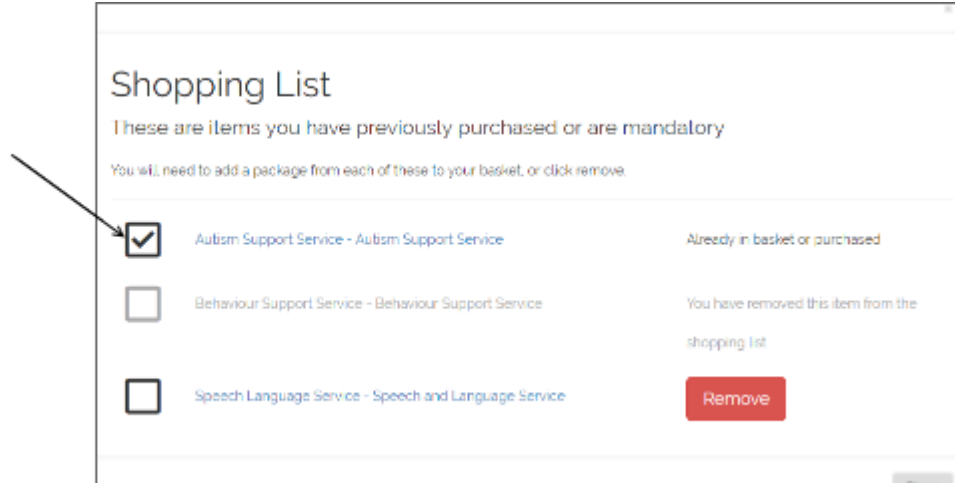 Shopping List
These are items you have previously purchased or are mandatory
You will need to add a package from each of these to your basket, or click remove.
Autism Support Service - Autism Support Service
Already in basket or purchased
Behaviour Support Service - Behaviour Support Service
You have removed this item from the
shopping list
Speech Language Service - Speech and Language Service
Remove